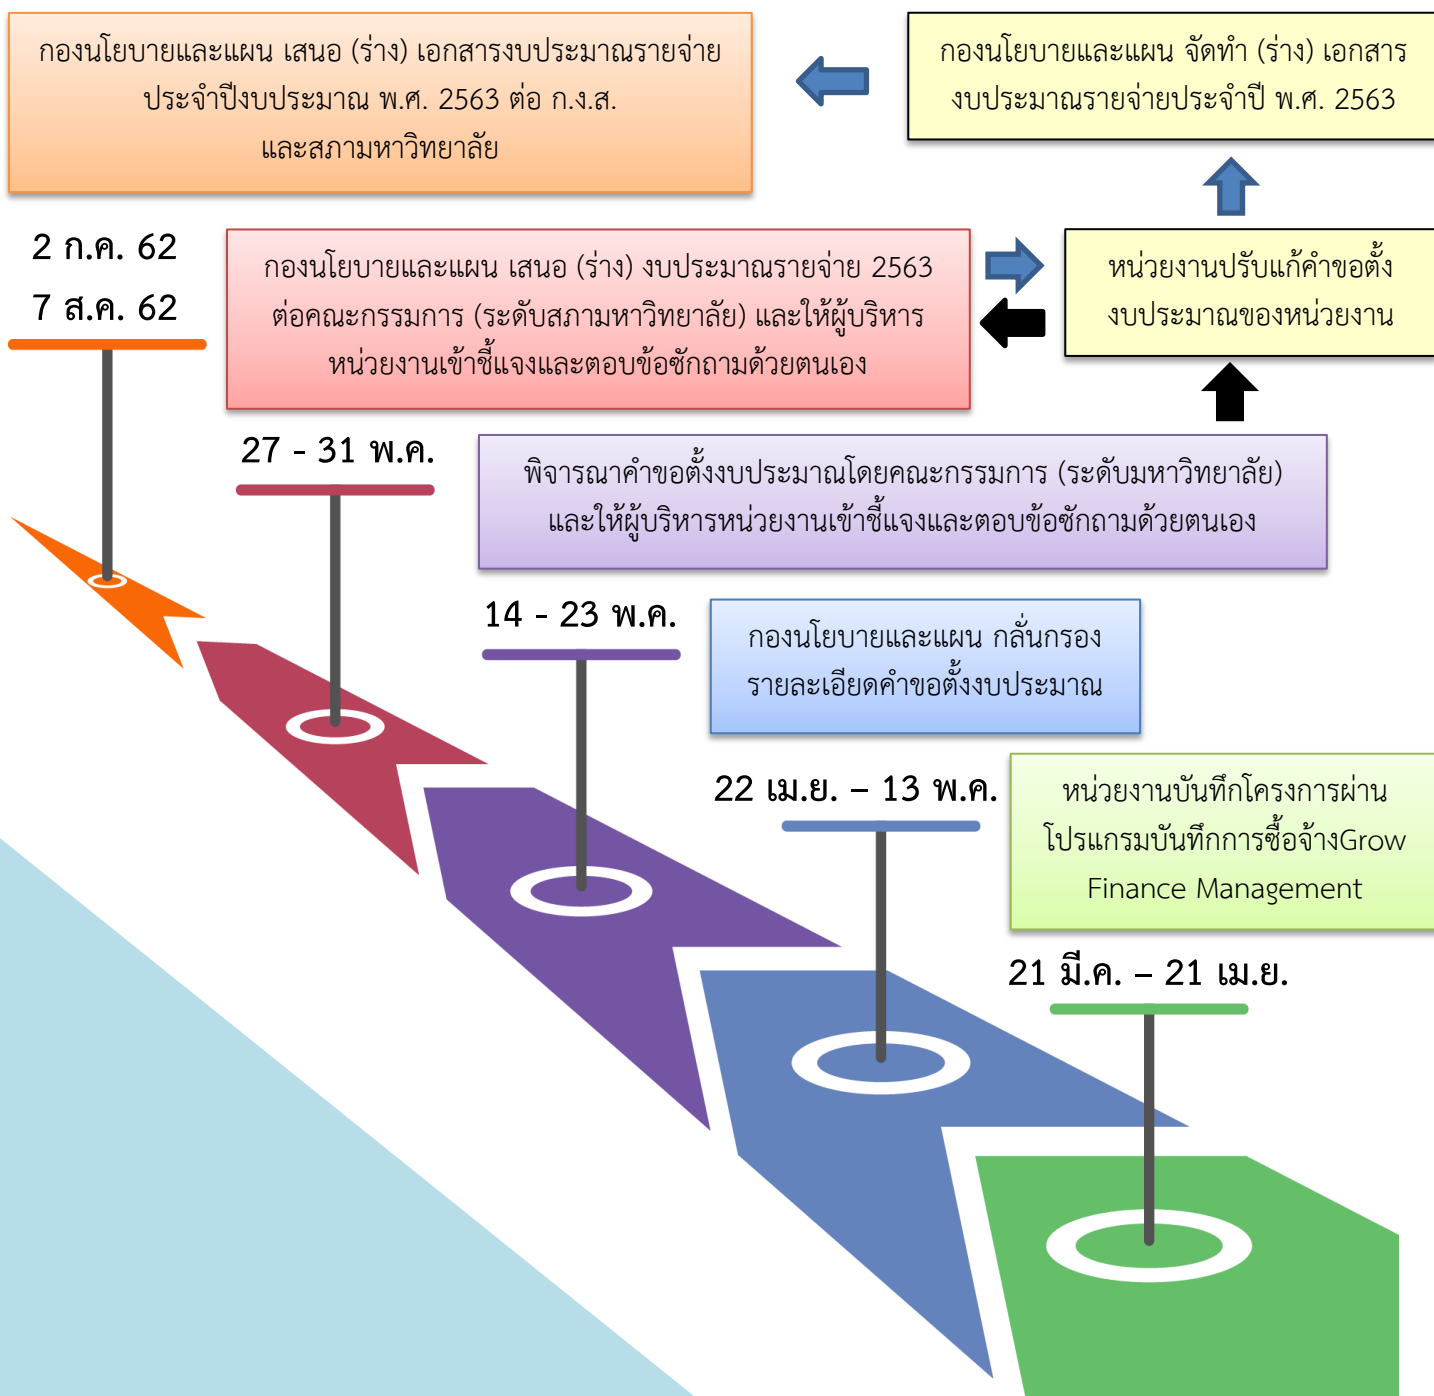 กองนโยบายและแผน เสนอ (ร่าง) เอกสารงบประมาณรายจ่าย
ประจำปีงบประมาณ พ.ศ. 2563 ต่อ ก.ง.ส.
และสภามหาวิทยาลัย
กองนโยบายและแผน จัดทำ (ร่าง) เอกสาร
งบประมาณรายจ่ายประจำปี พ.ศ. 2563
2 ก.ค. 62
7 ส.ค. 62
กองนโยบายและแผน เสนอ (ร่าง) งบประมาณรายจ่าย 2563
ต่อคณะกรรมการ (ระดับสภามหาวิทยาลัย) และให้ผู้บริหาร
หน่วยงานเข้าชี้แจงและตอบข้อซักถามด้วยตนเอง
หน่วยงานปรับแก้คำขอตั้ง
งบประมาณของหน่วยงาน
27 - 31 พ.ค.
พิจารณาคำขอตั้งงบประมาณโดยคณะกรรมการ (ระดับมหาวิทยาลัย)
และให้ผู้บริหารหน่วยงานเข้าชี้แจงและตอบข้อซักถามด้วยตนเอง
14 - 23 พ.ค.
กองนโยบายและแผน กลั่นกรอง
รายละเอียดคำขอตั้งงบประมาณ
22 เม.ย. – 13 พ.ค.
หน่วยงานบันทึกโครงการผ่าน
โปรแกรมบันทึกการซื้อจ้างGrow
Finance Management
21 มี.ค. – 21 เม.ย.